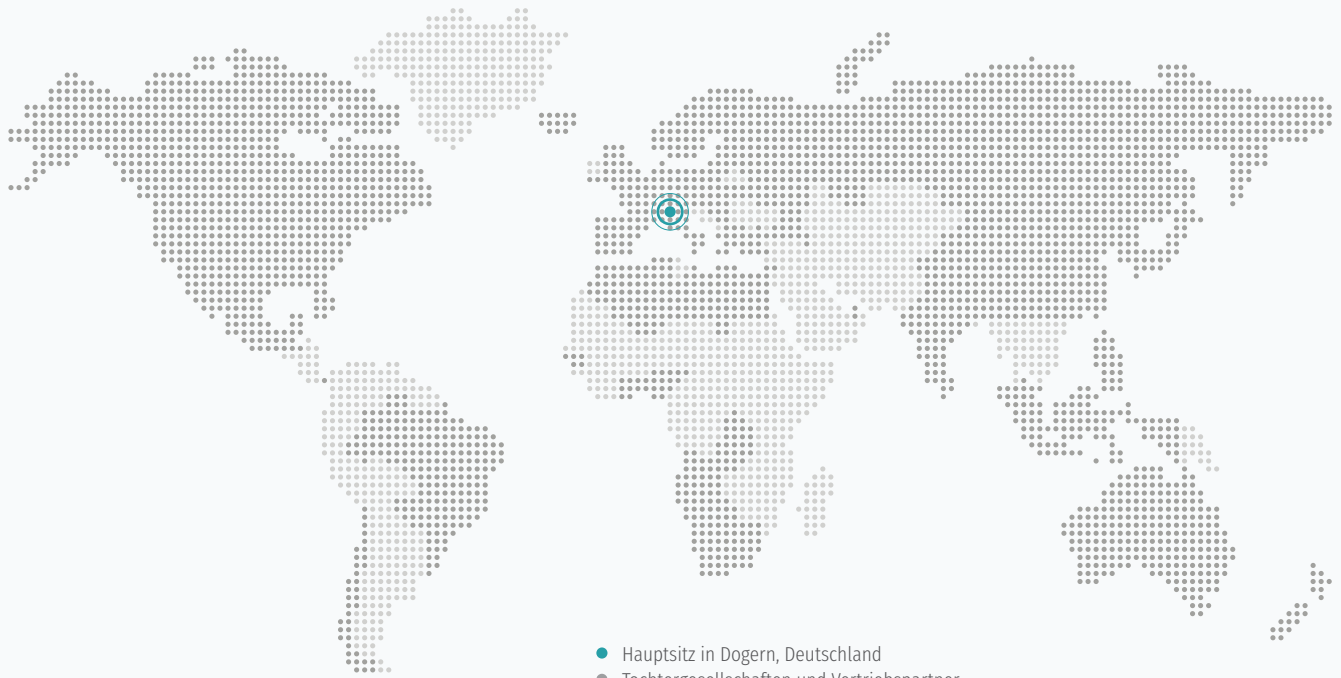 Hauptsitz in Dogern, Deutschland
Tochtergesellschaften und Vertriebspartner